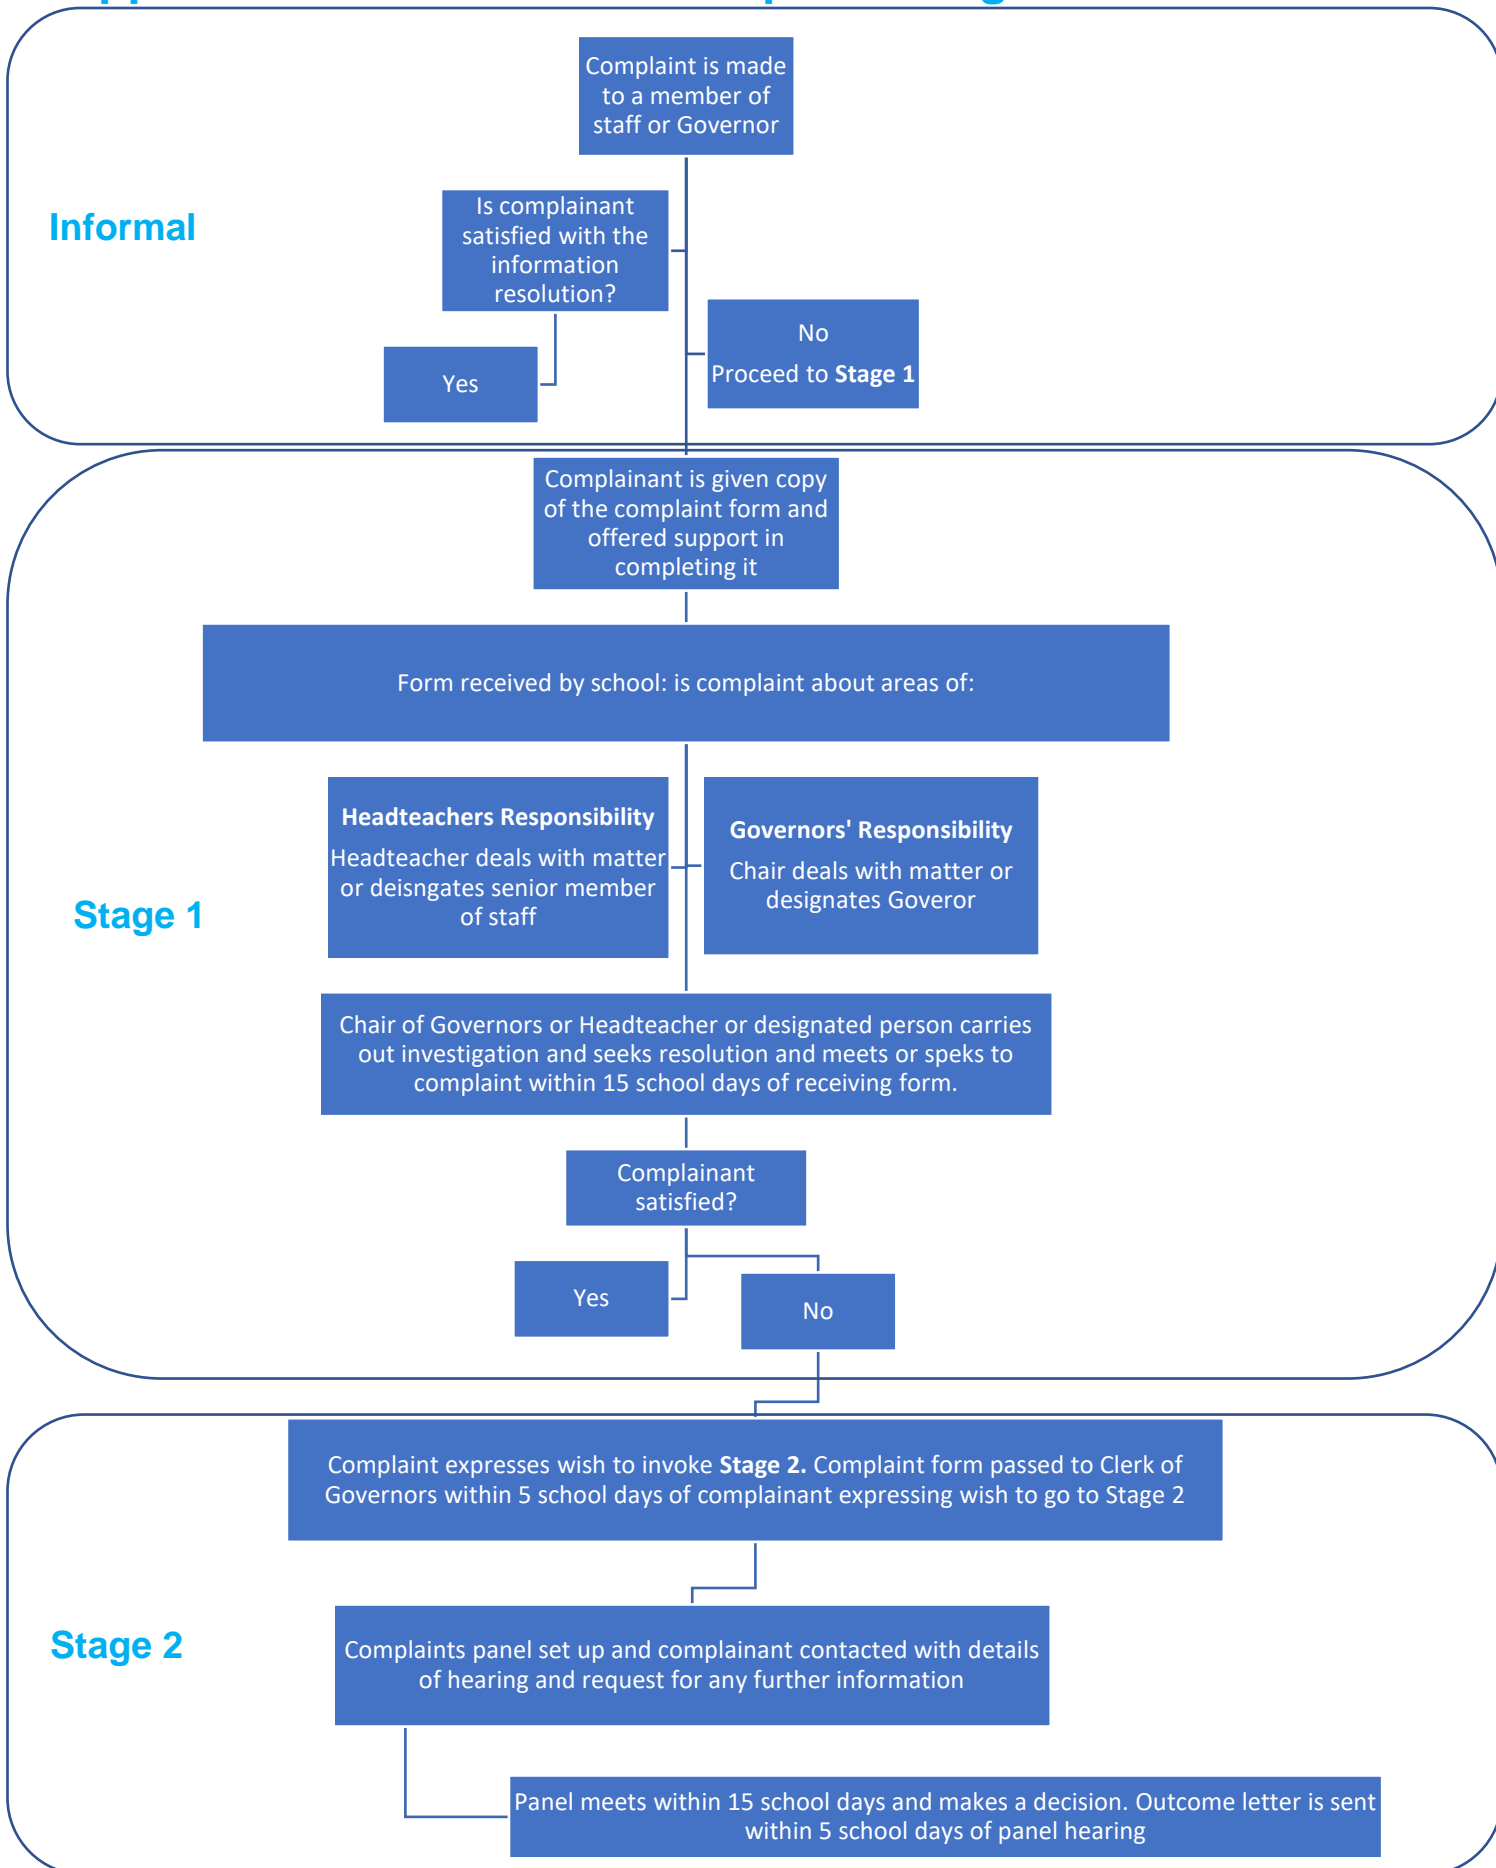 Complaint is made
to a member of
staff or Governor
Informal
Is complainant
satisfied with the
information
resolution?
No
Proceed to Stage 1
Yes
Complainant is given copy
of the complaint form and
offered support in
completing it
Form received by school: is complaint about areas of:
Headteachers Responsibility
Headteacher deals with matter
or deisngates senior member
of staff
Governors' Responsibility
Chair deals with matter or
designates Goveror
Stage 1
Chair of Governors or Headteacher or designated person carries
out investigation and seeks resolution and meets or speks to
complaint within 15 school days of receiving form.
Complainant
satisfied?
Yes
No
Complaint expresses wish to invoke Stage 2. Complaint form passed to Clerk of
Governors within 5 school days of complainant expressing wish to go to Stage 2
Stage 2
Complaints panel set up and complainant contacted with details
of hearing and request for any further information
Panel meets within 15 school days and makes a decision. Outcome letter is sent
within 5 school days of panel hearing